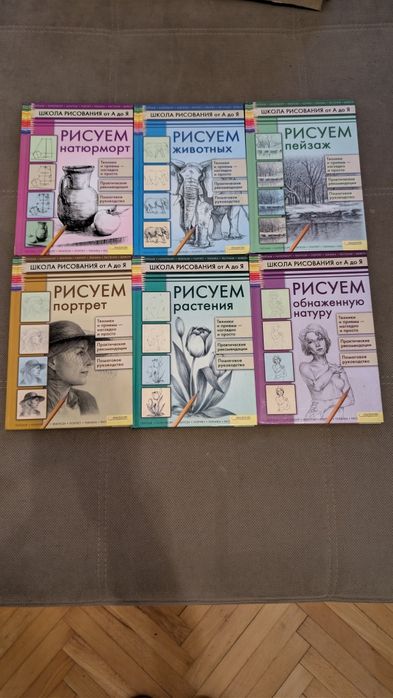 ШКОЛА РИСОВАНИЯ от А до Я
РИСУЕМ
натюрморт
Техники
и приемы —
наглядно
и просто
Практические
рекомендации
Пошаговое
руководство
ШКОЛА РИСОВАНИЯ от А до Я
РИСУЕМ
животных
Техники
и приемы —
наглядно
и просто
Практические
рекомендации
Пошаговое
руководство
ШКОЛА РИСОВАНИЯ от А до Я
РИСУЕМ
пейзаж
Техники
и приемы —
наглядно
и просто
Практические
рекомендации
Пошаговое
руководство
ШКОЛА РИСОВАНИЯ от А до Я
РИСУЕМ
портрет
Техники
и приемы —
наглядно
и просто
Практические
рекомендации
Пошаговое
руководство
ШКОЛА РИСОВАНИЯ от А до Я
РИСУЕМ
растения
Техники
и приемы —
наглядно
и просто
Практические
рекомендации
Пошаговое
руководство
ШКОЛА РИСОВАНИЯ от А до Я
РИСУЕМ
обнаженную
натуру
Техники
и приемы —
наглядно
и просто
Практические
рекомендации
Пошаговое
руководство